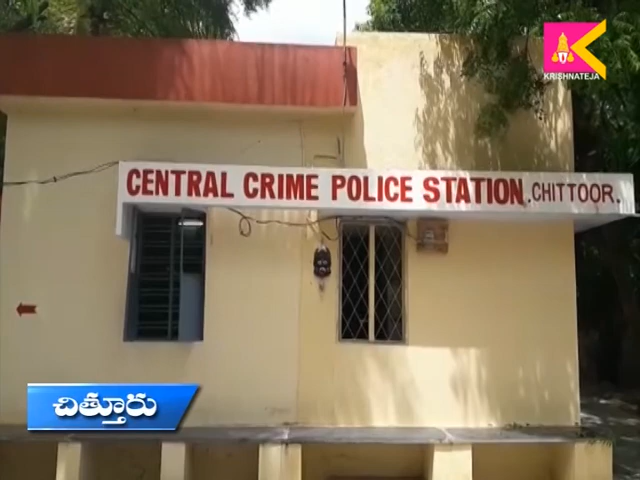 KRISHNATEJA
CENTRAL CRIME POLICE STATION. CHITTOOR.
చిత్తూరు